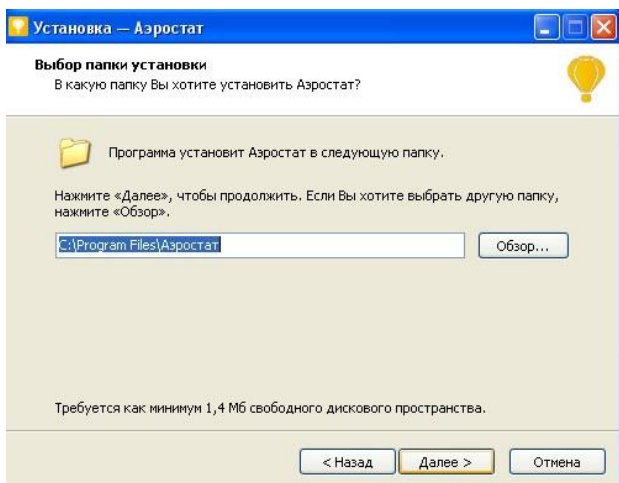 Установка — Аэростат
Выбор папки установки
В какую папку Вы хотите установить Аэростат?
Программа установит Аэростат в следующую папку.
Нажмите «Далее», чтобы продолжить. Если Вы хотите выбрать другую папку,
нажмите «Обзор».
C:\Program Files\Аэростат
Обзор...
Требуется как минимум 1,4 Мб свободного дискового пространства.
< Назад
Далее >
Отмена